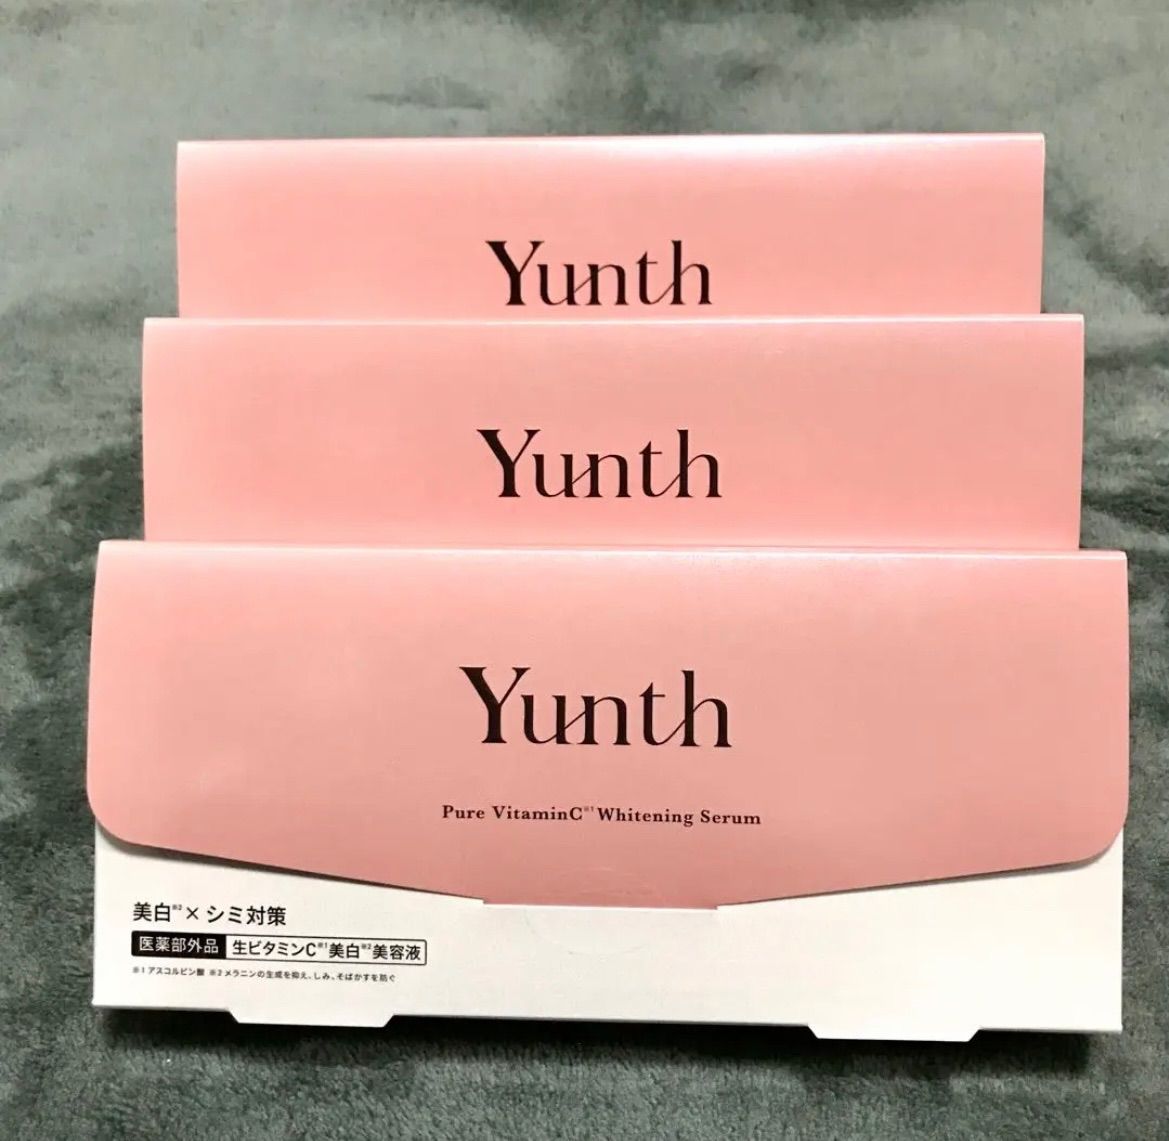 Yunth
Yunth
Yunth
Pure VitaminC※1 Whitening Serum
美白※2×シミ対策
医薬部外品 生ビタミンC※1美白※2美容液
※1 アスコルビン酸 ※2 メラニンの生成を抑え、しみ、そばかすを防ぐ